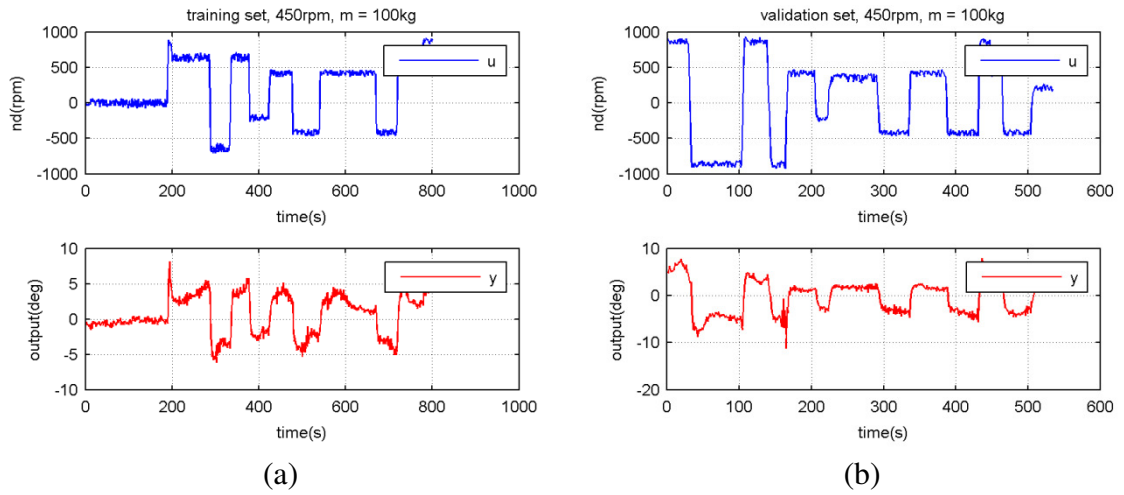 training set, 450rpm, m = 100kg
1000
500
0
-500
-1000
nd(rpm)
u
0 200 400 600 800 1000
time(s)
10
5
0
-5
-10
output(deg)
y
0 200 400 600 800 1000
time(s)
(a)
validation set, 450rpm, m = 100kg
1000
500
0
-500
-1000
nd(rpm)
u
0 100 200 300 400 500 600
time(s)
10
0
-10
-20
output(deg)
y
0 100 200 300 400 500 600
time(s)
(b)